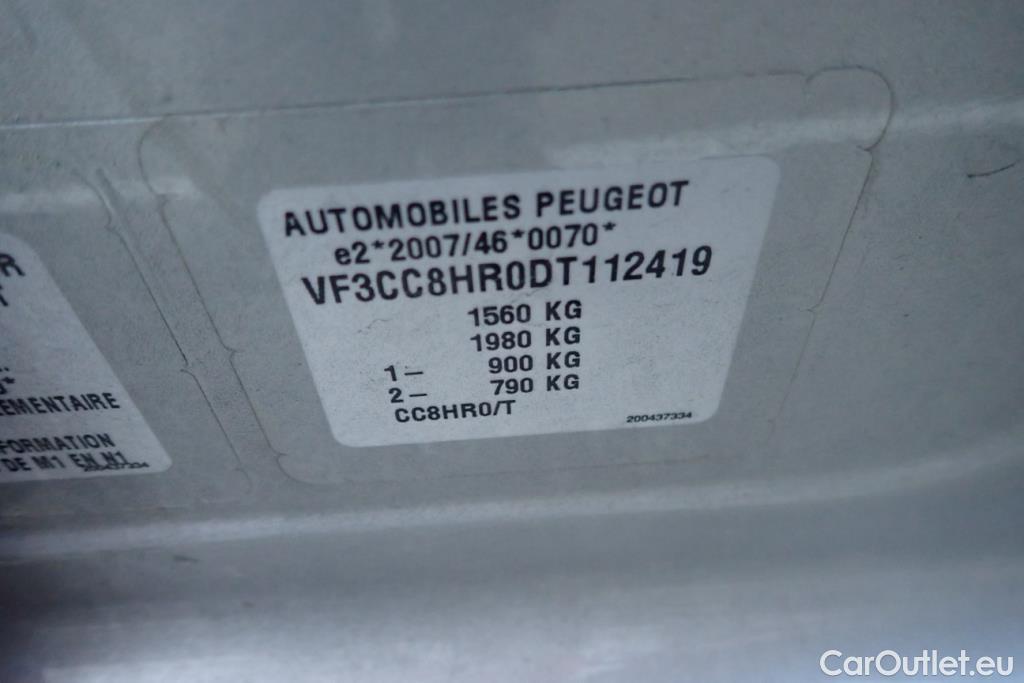 AUTOMOBILES PEUGEOT
e2*2007/46*0070*
VF3CC8HR0DT112419
1560 KG
1980 KG
1– 900 KG
2– 790 KG
CC8HR0/T
200437334
R
T
EMENTAIRE
FORMATION
DE M1 EN N1
CarOutlet.eu